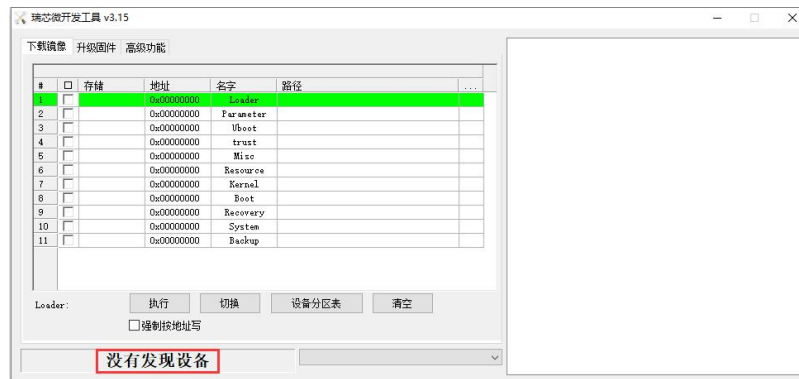 瑞芯微开发工具 v3.15
下载镜像 升级固件 高级功能
# 存储 地址 名字 路径 ...
1 0x00000000 Loader
2 0x00000000 Parameter
3 0x00000000 Uboot
4 0x00000000 trust
5 0x00000000 Misc
6 0x00000000 Resource
7 0x00000000 Kernel
8 0x00000000 Boot
9 0x00000000 Recovery
10 0x00000000 System
11 0x00000000 Backup
Loader: 执行 切换 设备分区表 清空
强制按地址写
没有发现设备